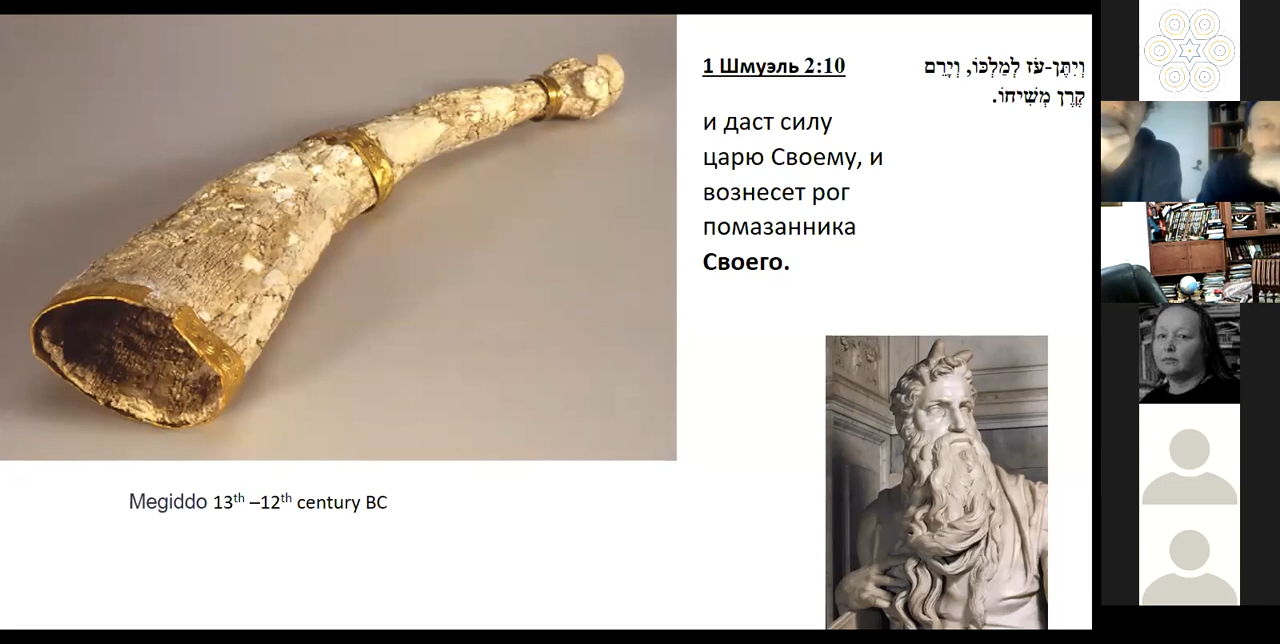 1 Шмуэль 2:10
וְיִתֶּן-עֹז לְמַלְכּוֹ, וְיָרֵם
קֶרֶן מְשִׁיחוֹ.
и даст силу
царю Своему, и
вознесет рог
помазанника
Своего.
Megiddo 13th –12th century BC